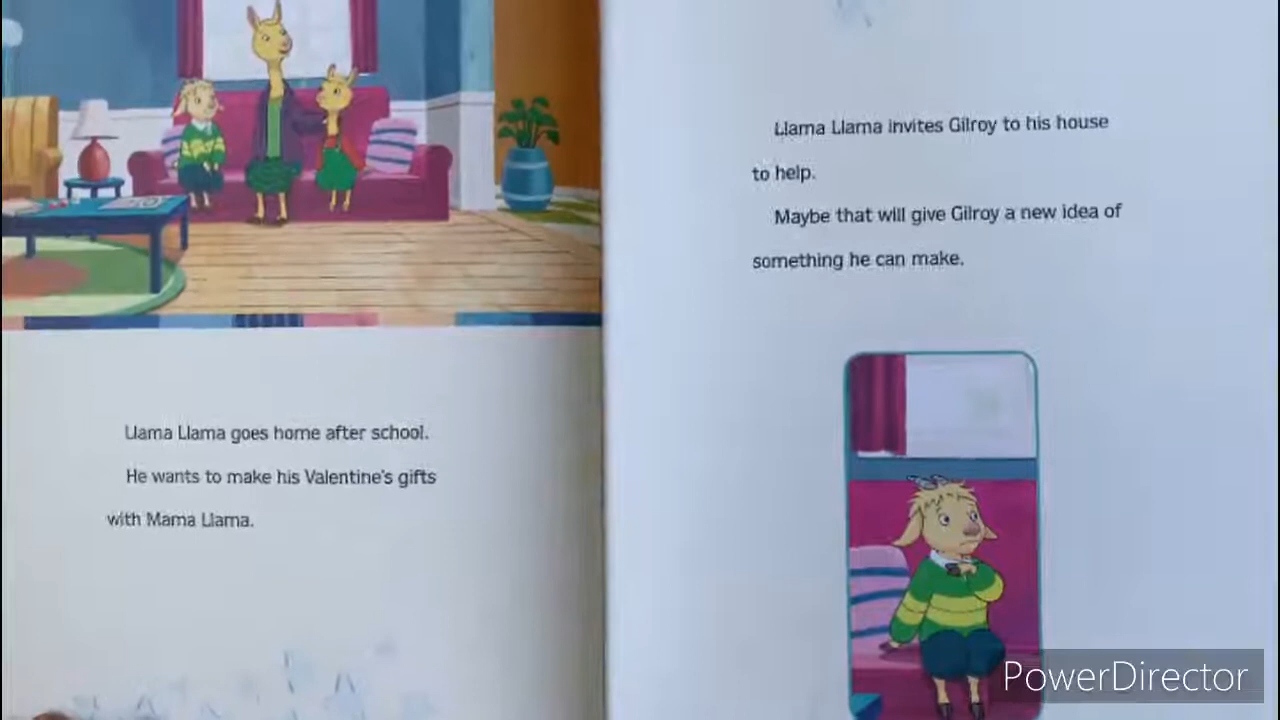 Llama Llama goes home after school.
He wants to make his Valentine's gifts
with Mama Llama.
Llama Llama invites Gilroy to his house
to help.
Maybe that will give Gilroy a new idea of
something he can make.
PowerDirector